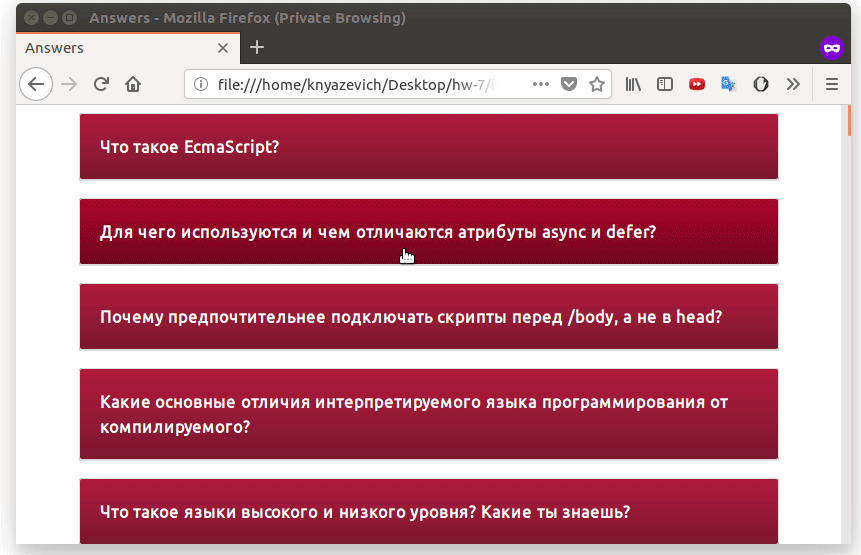 Answers - Mozilla Firefox (Private Browsing)
Answers
file:///home/knyazevich/Desktop/hw-7/
Что такое EcmaScript?
Для чего используются и чем отличаются атрибуты async и defer?
Почему предпочтительнее подключать скрипты перед /body, а не в head?
Какие основные отличия интерпретируемого языка программирования от
компилируемого?
Что такое языки высокого и низкого уровня? Какие ты знаешь?